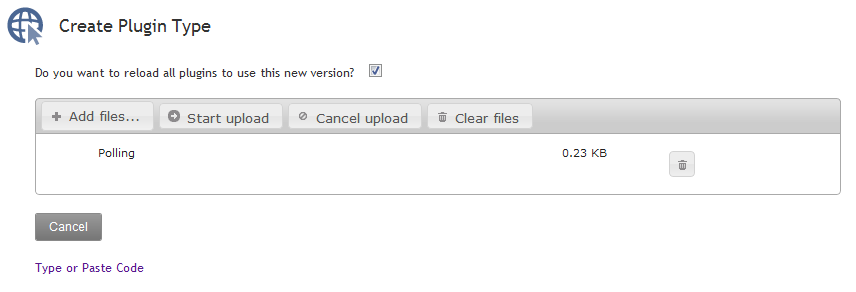 Create Plugin Type
Do you want to reload all plugins to use this new version?
Add files... Start upload Cancel upload Clear files
Polling 0.23 KB
Cancel
Type or Paste Code